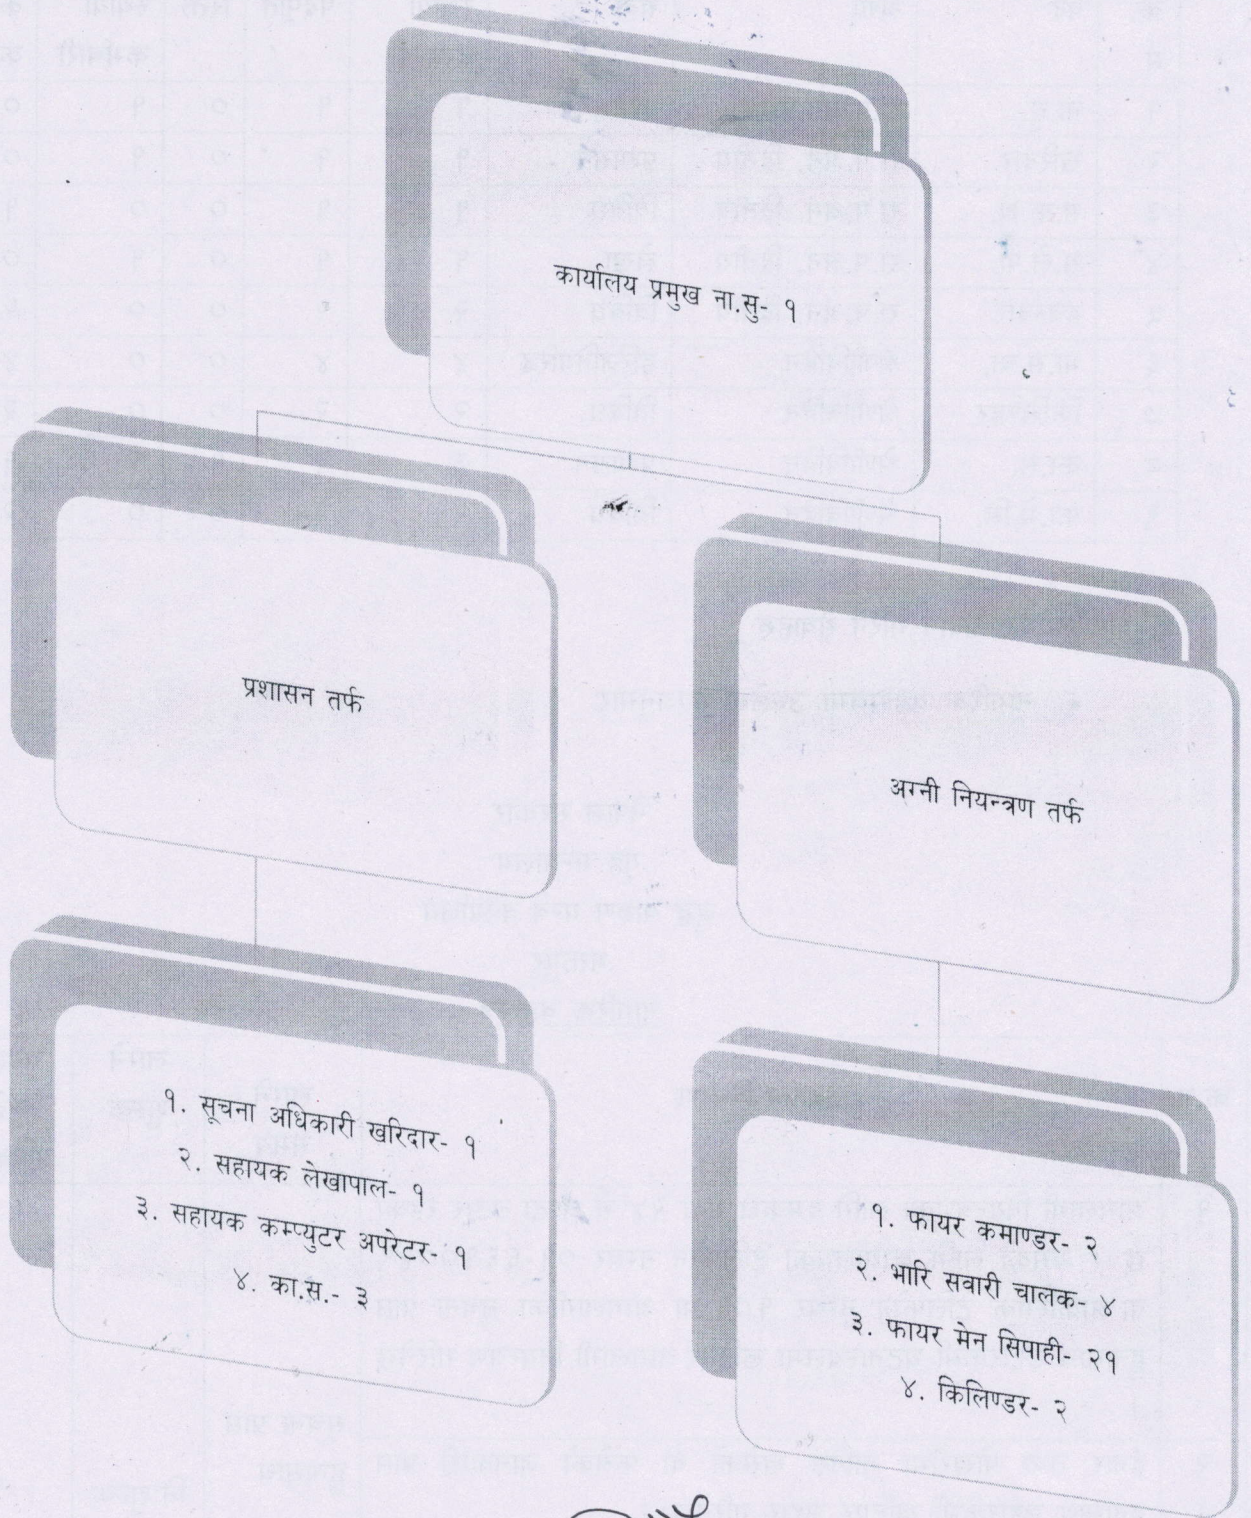 कार्यालय प्रमुख ना.सु- १
प्रशासन तर्फ
अग्नी नियन्त्रण तर्फ
१. सूचना अधिकारी खरिदार- १
२. सहायक लेखापाल- १
३. सहायक कम्प्युटर अपरेटर- १
४. का.स.- ३
१. फायर कमाण्डर- २
२. भारि सवारी चालक- ४
३. फायर मेन सिपाही- २१
४. किलिण्डर- २